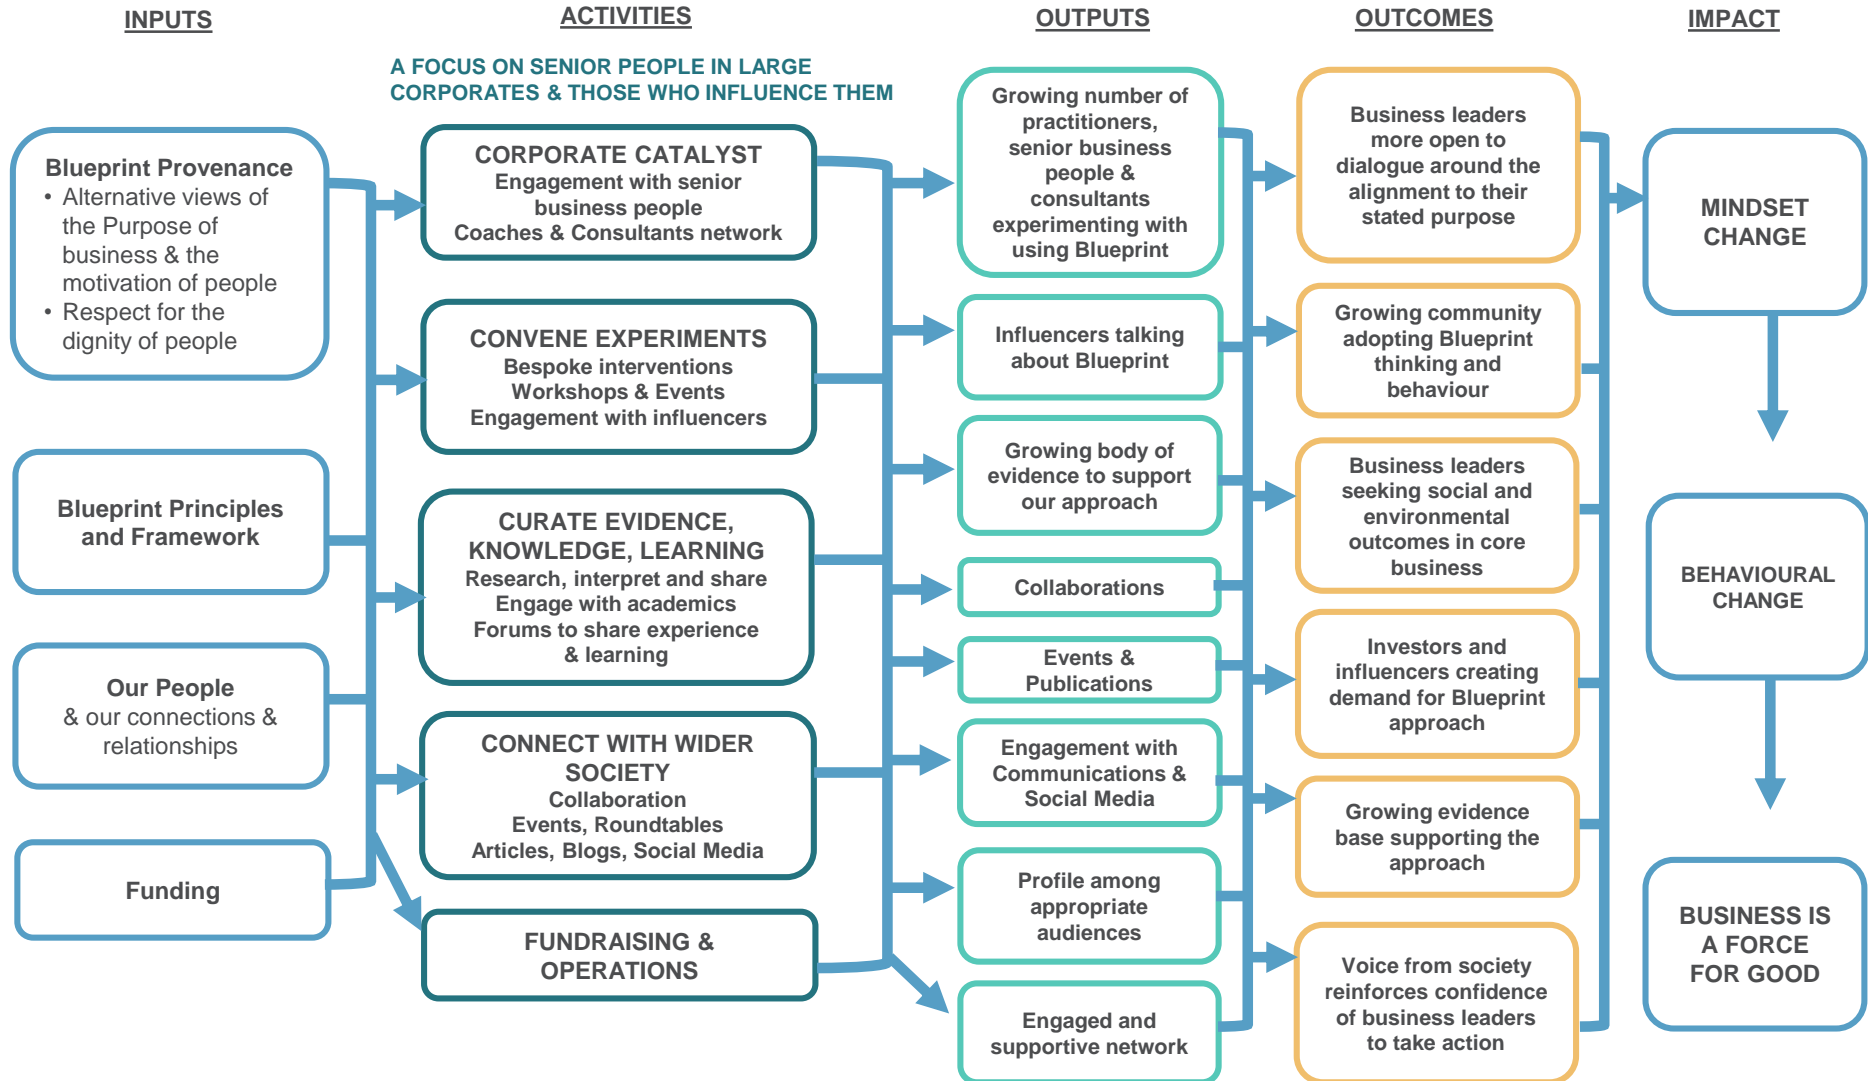 INPUTS
ACTIVITIES
OUTPUTS
OUTCOMES
IMPACT
A FOCUS ON SENIOR PEOPLE IN LARGE
CORPORATES & THOSE WHO INFLUENCE THEM
Blueprint Provenance
• Alternative views of
the Purpose of
business & the
motivation of people
• Respect for the
dignity of people
Blueprint Principles
and Framework
Our People
& our connections &
relationships
Funding
CORPORATE CATALYST
Engagement with senior
business people
Coaches & Consultants network
CONVENE EXPERIMENTS
Bespoke interventions
Workshops & Events
Engagement with influencers
CURATE EVIDENCE,
KNOWLEDGE, LEARNING
Research, interpret and share
Engage with academics
Forums to share experience
& learning
CONNECT WITH WIDER
SOCIETY
Collaboration
Events, Roundtables
Articles, Blogs, Social Media
FUNDRAISING &
OPERATIONS
Growing number of
practitioners,
senior business
people &
consultants
experimenting with
using Blueprint
Influencers talking
about Blueprint
Growing body of
evidence to support
our approach
Collaborations
Events &
Publications
Engagement with
Communications &
Social Media
Profile among
appropriate
audiences
Engaged and
supportive network
Business leaders
more open to
dialogue around the
alignment to their
stated purpose
Growing community
adopting Blueprint
thinking and
behaviour
Business leaders
seeking social and
environmental
outcomes in core
business
Investors and
influencers creating
demand for Blueprint
approach
Growing evidence
base supporting the
approach
Voice from society
reinforces confidence
of business leaders
to take action
MINDSET
CHANGE
BEHAVIOURAL
CHANGE
BUSINESS IS
A FORCE
FOR GOOD